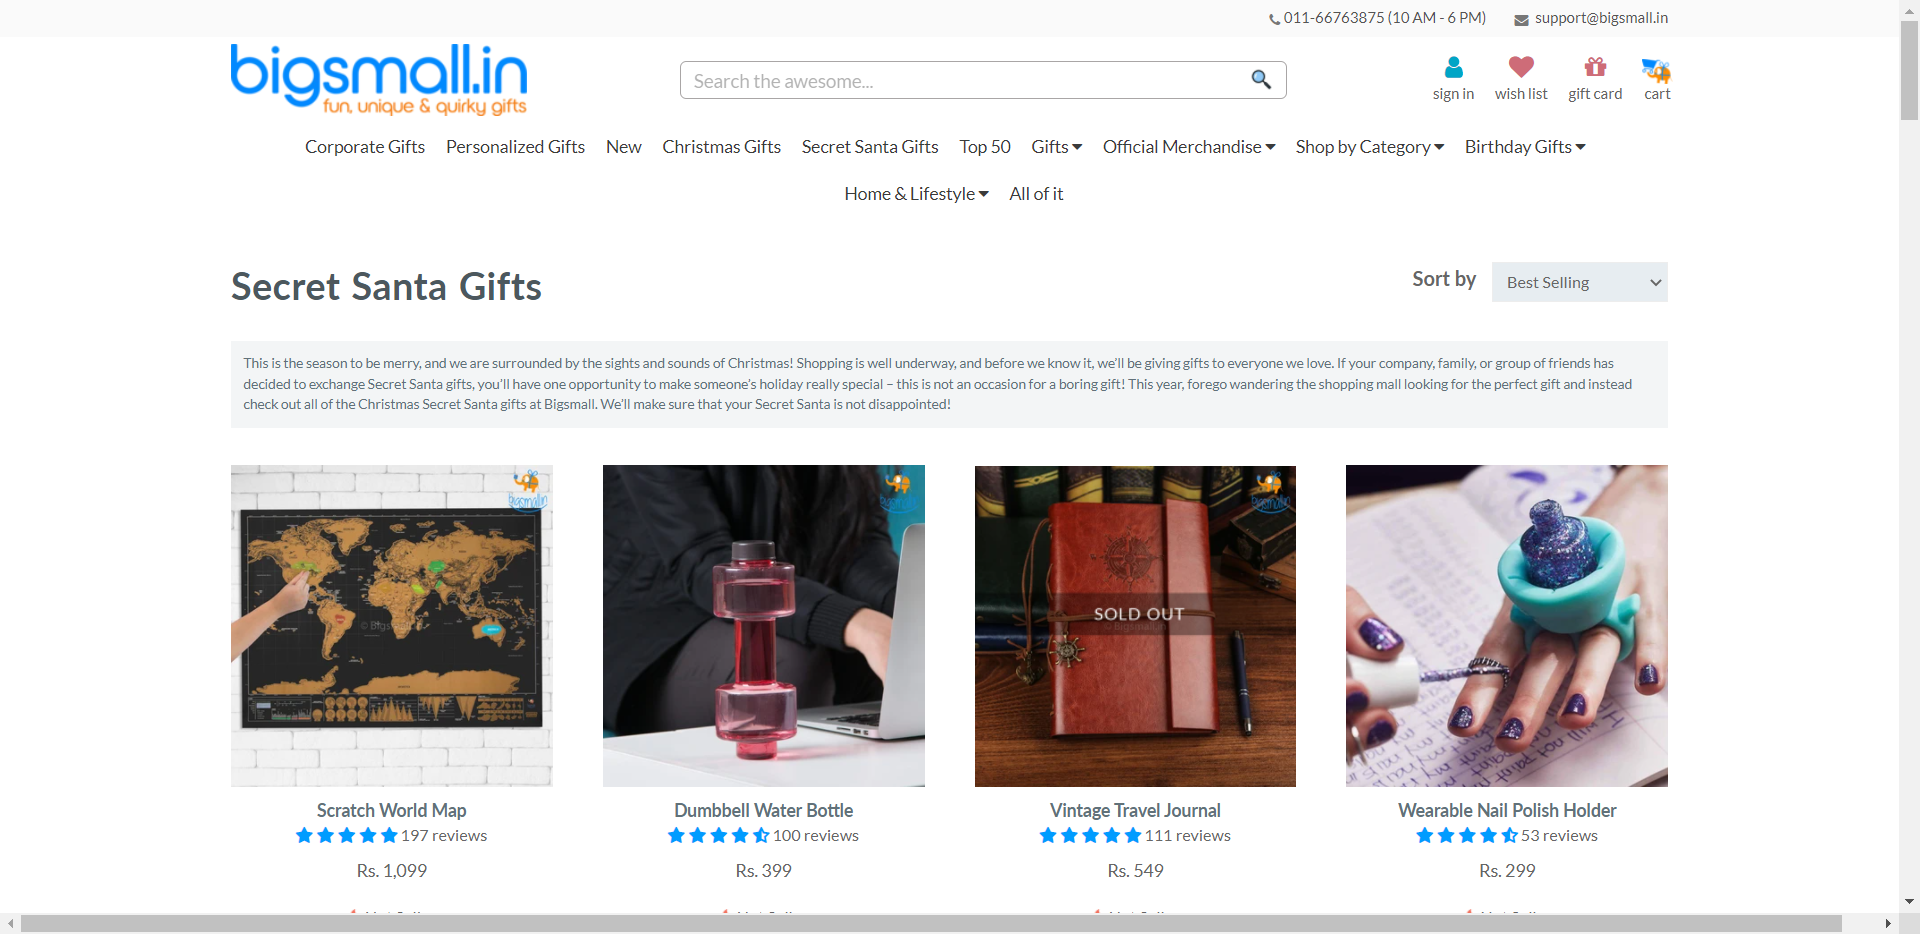 011-66763875 (10 AM - 6 PM) support@bigsmall.in
bigsmall.in
fun, unique & quirky gifts
Search the awesome...
sign in wish list gift card cart
Corporate Gifts Personalized Gifts New Christmas Gifts Secret Santa Gifts Top 50 Gifts Official Merchandise Shop by Category Birthday Gifts
Home & Lifestyle All of it
Secret Santa Gifts
Sort by Best Selling
This is the season to be merry, and we are surrounded by the sights and sounds of Christmas! Shopping is well underway, and before we know it, we’ll be giving gifts to everyone we love. If your company, family, or group of friends has
decided to exchange Secret Santa gifts, you’ll have one opportunity to make someone’s holiday really special – this is not an occasion for a boring gift! This year, forego wandering the shopping mall looking for the perfect gift and instead
check out all of the Christmas Secret Santa gifts at Bigsmall. We’ll make sure that your Secret Santa is not disappointed!
bigsmall.in
bigsmall.in
bigsmall.in
SOLD OUT
Scratch World Map Dumbbell Water Bottle Vintage Travel Journal Wearable Nail Polish Holder
197 reviews 100 reviews 111 reviews 53 reviews
Rs. 1,099 Rs. 399 Rs. 549 Rs. 299